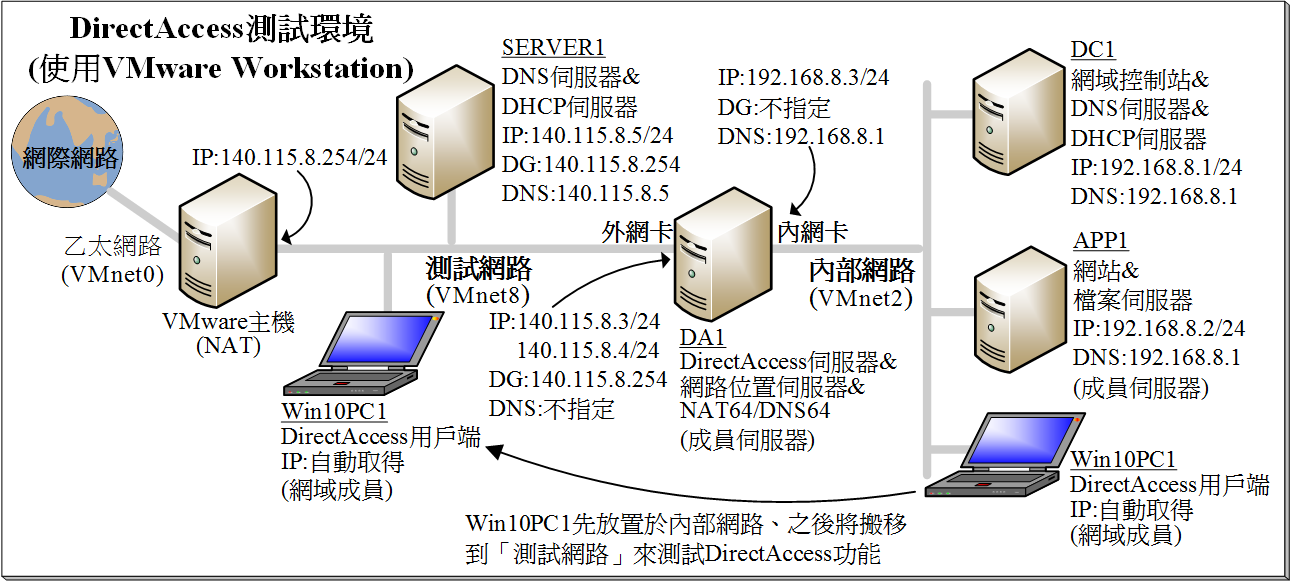 DirectAccess測試環境
(使用VMware Workstation)
網際網路
乙太網路
(VMnet0)
IP:140.115.8.254/24
VMware主機
(NAT)
SERVER1
DNS伺服器&
DHCP伺服器
IP:140.115.8.5/24
DG:140.115.8.254
DNS:140.115.8.5
測試網路
(VMnet8)
Win10PC1
DirectAccess用戶端
IP:自動取得
(網域成員)
外網卡
內網卡
IP:192.168.8.3/24
DG:不指定
DNS:192.168.8.1
IP:140.115.8.3/24
140.115.8.4/24
DG:140.115.8.254
DNS:不指定
DA1
DirectAccess伺服器&
網路位置伺服器&
NAT64/DNS64
(成員伺服器)
內部網路
(VMnet2)
DC1
網域控制站&
DNS伺服器&
DHCP伺服器
IP:192.168.8.1/24
DNS:192.168.8.1
APP1
網站&
檔案伺服器
IP:192.168.8.2/24
DNS:192.168.8.1
(成員伺服器)
Win10PC1
DirectAccess用戶端
IP:自動取得
(網域成員)
Win10PC1先放置於內部網路、之後將搬移
到「測試網路」來測試DirectAccess功能